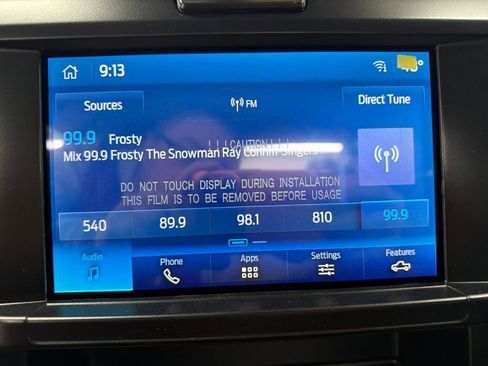 9:13
Sources
FM
Direct Tune
99.9 Frosty
! ! ! CAUTION ! ! !
Mix 99.9 Frosty The Snowman Ray Conniff Singers
DO NOT TOUCH DISPLAY DURING INSTALLATION
THIS FILM IS TO BE REMOVED BEFORE USAGE
540 89.9 98.1 810 99.9
Audio Phone Apps Settings Features